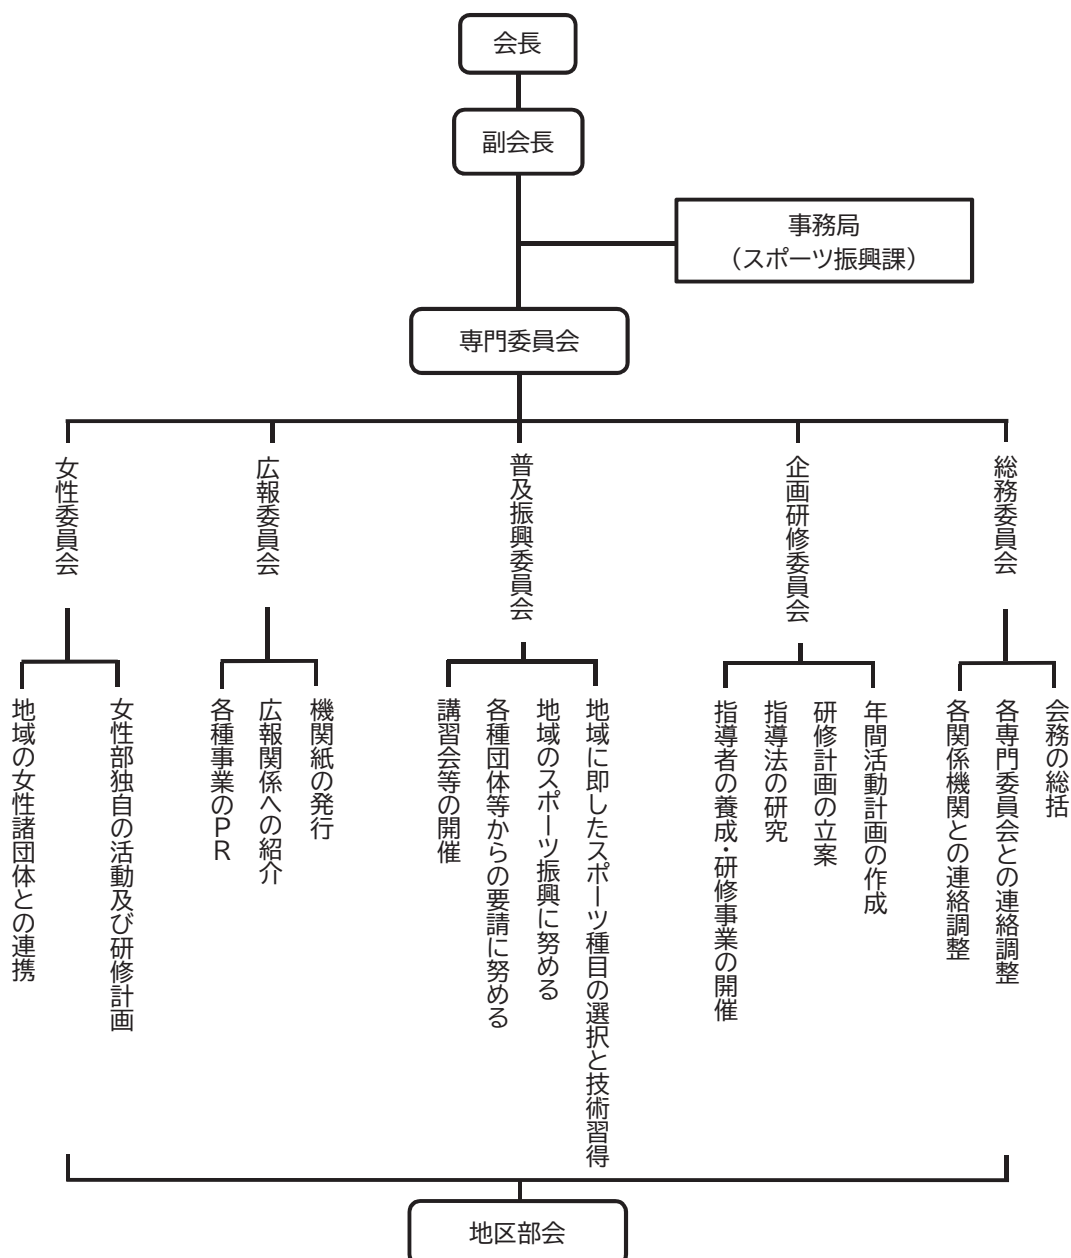 会長
副会長
事務局
（スポーツ振興課）
専門委員会
総務委員会
会務の総括
各専門委員会との連絡調整
各関係機関との連絡調整
企画研修委員会
年間活動計画の作成
研修計画の立案
指導法の研究
指導者の養成・研修事業の開催
普及振興委員会
地域に即したスポーツ種目の選択と技術習得
地域のスポーツ振興に努める
各種団体等からの要請に努める
講習会等の開催
広報委員会
機関紙の発行
広報関係への紹介
各種事業のＰＲ
女性委員会
女性部独自の活動及び研修計画
地域の女性諸団体との連携
地区部会